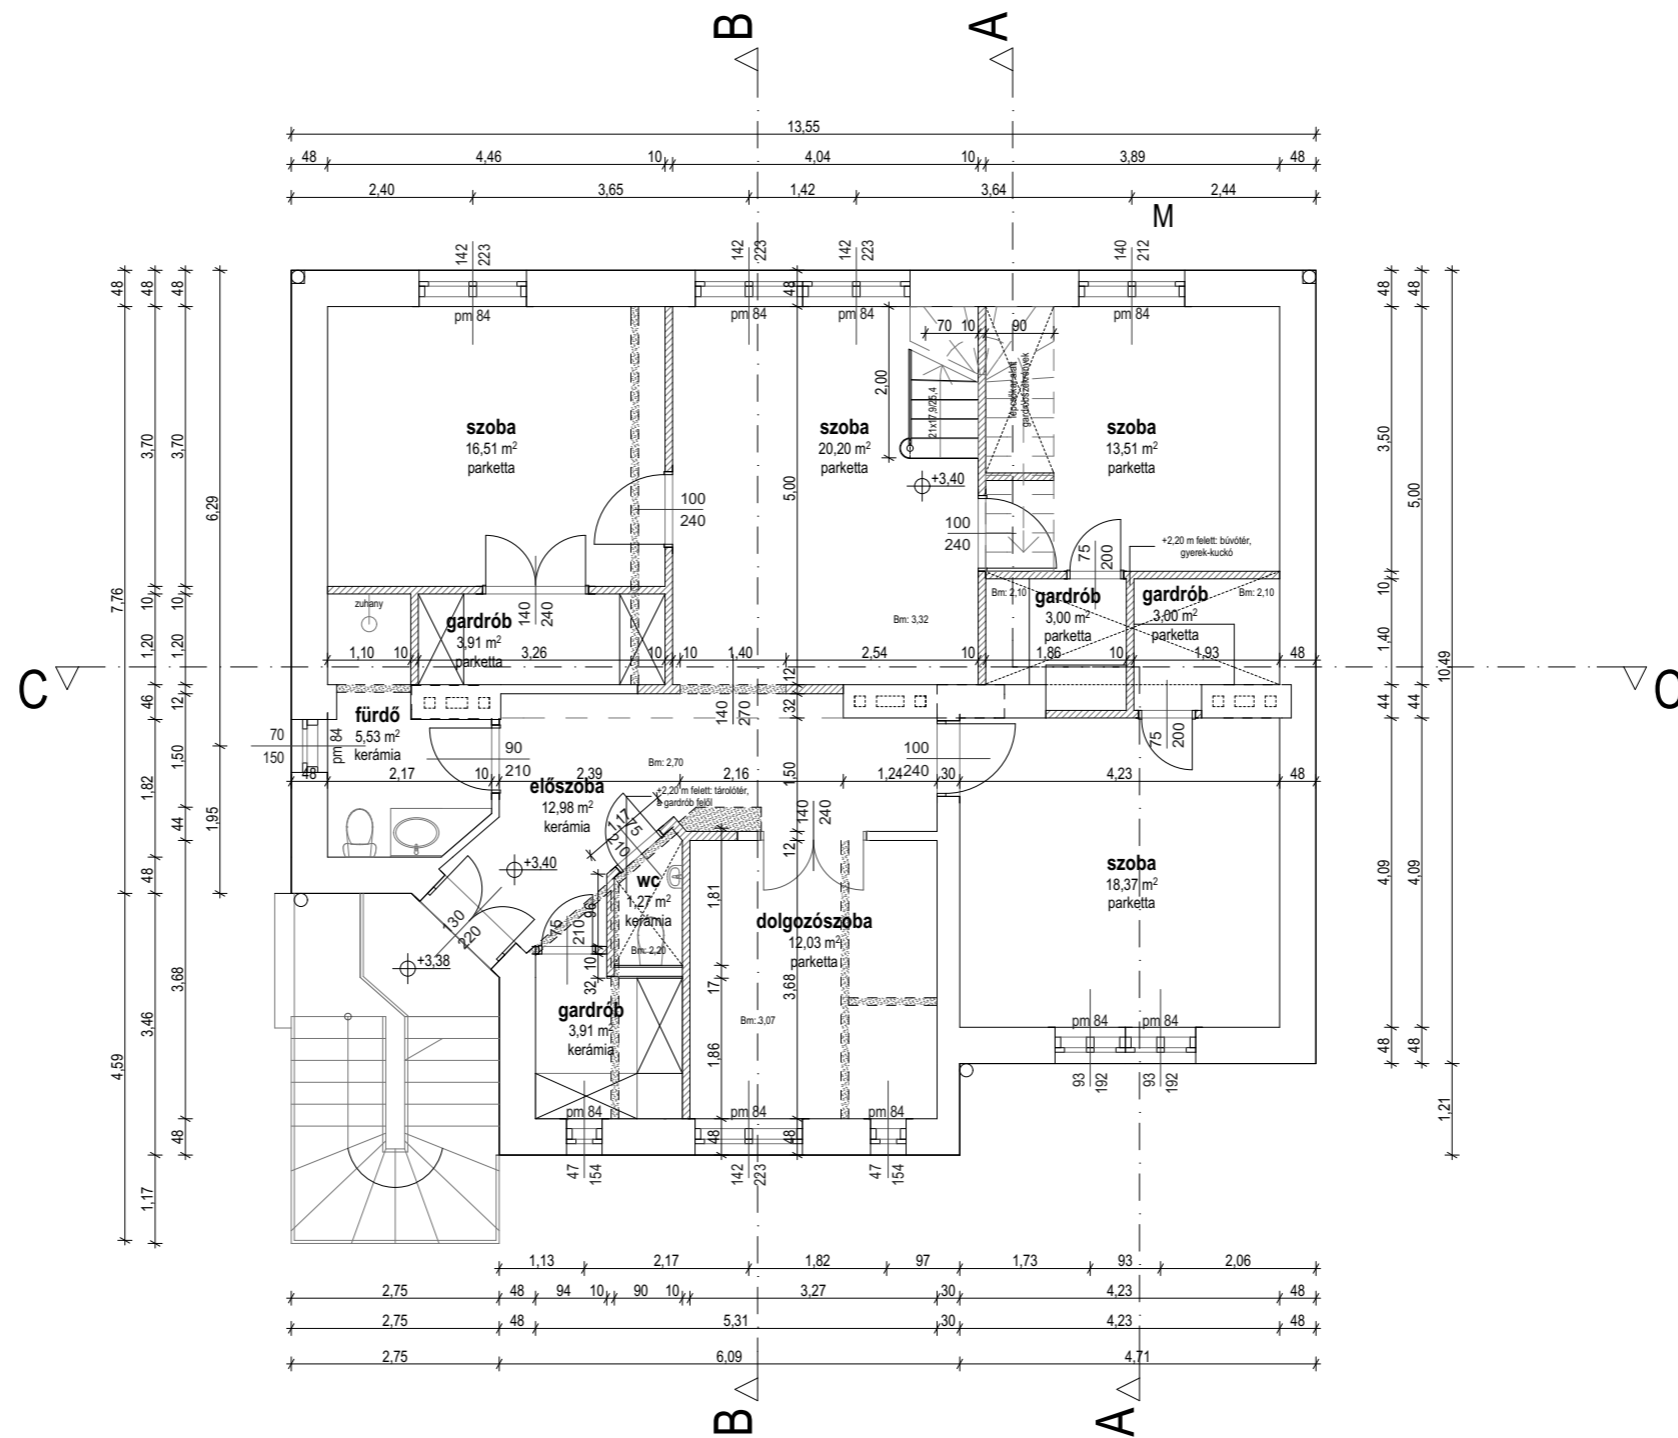 B
A
13,55
48 4,46 10 4,04 10 3,89 48
2,40 3,65 1,42 3,64 2,44
M
142 223
142 223
142 223
140 212
pm 84
pm 84
pm 84
pm 84
48
48
48
48
48
48
70 10 90
2,00
21x17,9/25,4
szoba
16,51 m²
parketta
szoba
20,20 m²
parketta
szoba
13,51 m²
parketta
3,70
3,70
6,29
5,00
3,50
5,00
+3,40
100
240
100
240
75
200
+2,20 m felett: búvótér,
gyerek-kuckó
7,76
10
10
1,20
1,20
zuhany
gardrób
3,91 m²
parketta
140
240
Bm: 3,32
Bm: 2,10
gardrób
3,00 m²
parketta
gardrób
3,00 m²
parketta
Bm: 2,10
10
1,40
10,49
1,10 10 3,26 10 10 1,40 2,54 10 1,86 10 1,93 48
C
C
46
12
12
32
44
44
140
270
fürdő
5,53 m²
kerámia
70
150
pm 84
90
210
100
240
75
200
1,50
1,82
1,95
1,50
Bm: 2,70
48 2,17 10 2,39 2,16 1,24 30 4,23 48
előszoba
12,98 m²
kerámia
+2,20 m felett: tárolótér,
a gardrób felől
1,17
75
210
140
240
44
48
12
+3,40
wc
1,27 m²
kerámia
Bm: 2,20
1,81
szoba
18,37 m²
parketta
4,09
4,09
130
220
75
210
96
10
32
dolgozószoba
12,03 m²
parketta
+3,38
3,68
3,46
4,59
17
3,68
gardrób
3,91 m²
kerámia
Bm: 3,07
1,86
pm 84 pm 84
93 192
93 192
48
48
1,21
pm 84
pm 84
pm 84
48
48
48
47 154
142 223
47 154
1,17
1,13 2,17 1,82 97 1,73 93 2,06
2,75 48 94 10 90 10 3,27 30 4,23 48
2,75 48 5,31 30 4,23 48
2,75 6,09 4,71
B
A